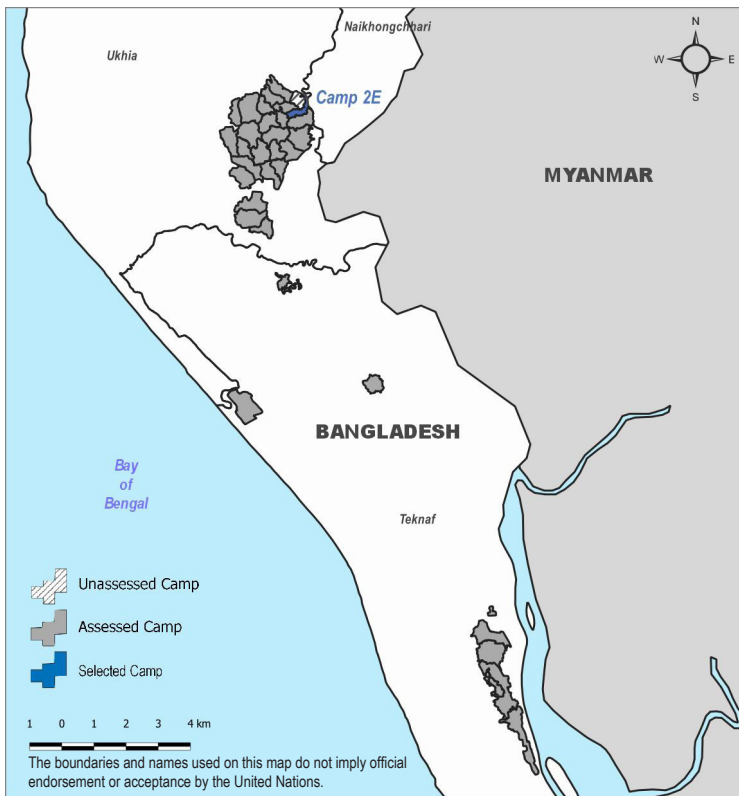 Naikhongchhari
Ukhia
N
W
E
S
Camp 2E
MYANMAR
BANGLADESH
Bay
of
Bengal
Teknaf
Unassessed Camp
Assessed Camp
Selected Camp
1 0 1 2 3 4 km
The boundaries and names used on this map do not imply official
endorsement or acceptance by the United Nations.